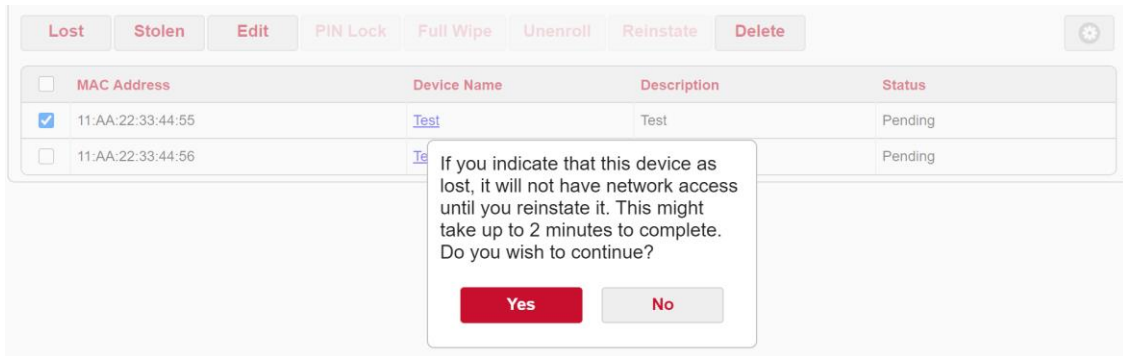 Lost Stolen Edit PIN Lock Full Wipe Unenroll Reinstate Delete
MAC Address Device Name Description Status
11:AA:22:33:44:55 Test Test Pending
11:AA:22:33:44:56 Te Pending
If you indicate that this device as
lost, it will not have network access
until you reinstate it. This might
take up to 2 minutes to complete.
Do you wish to continue?
Yes No